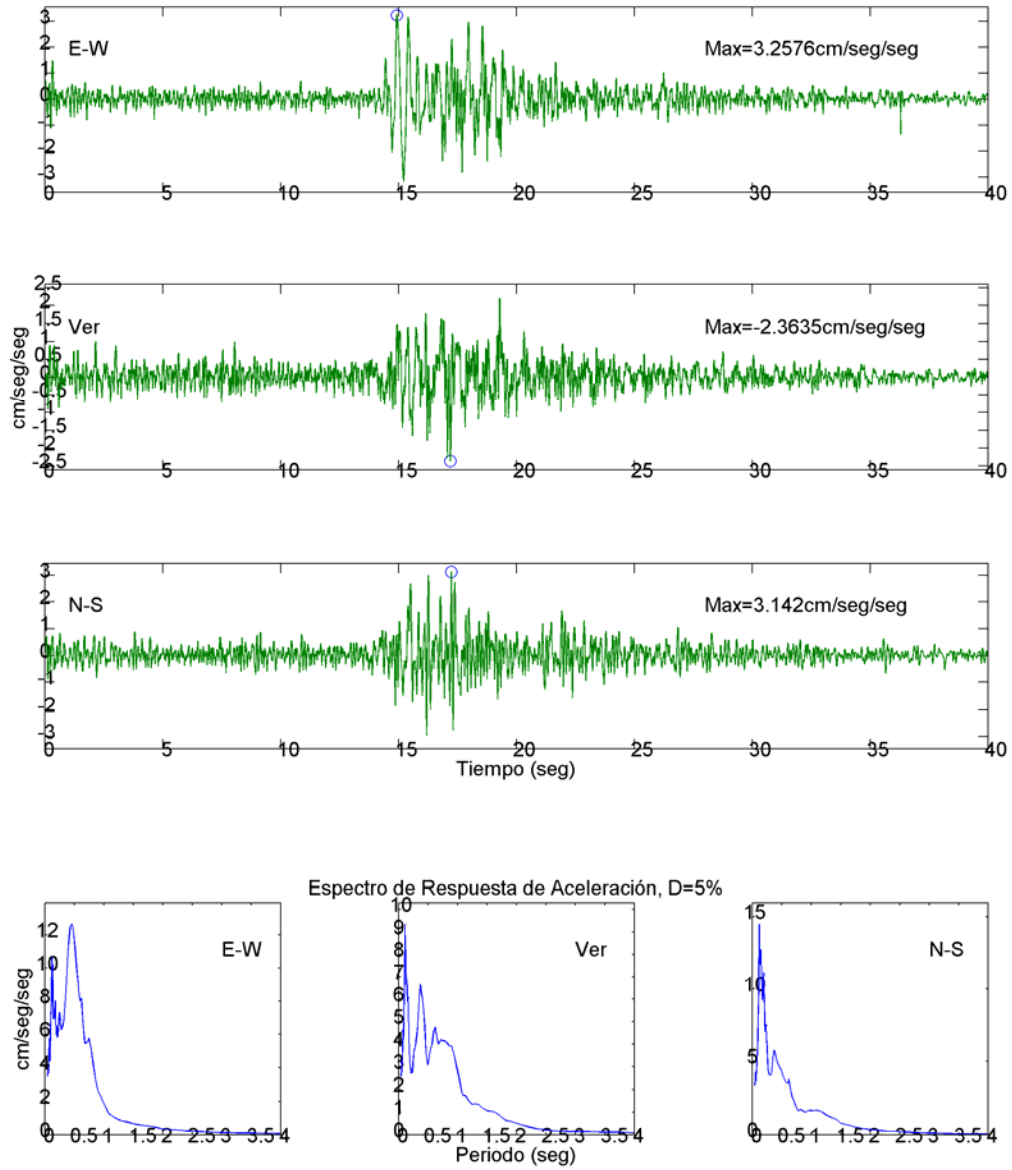 3
2
1
0
-1
-2
-3
E-W
Max=3.2576cm/seg/seg
0 5 10 15 20 25 30 35 40
2.5
2
1.5
1
0.5
0
-0.5
-1
-1.5
-2
-2.5
cm/seg/seg
Ver
Max=-2.3635cm/seg/seg
0 5 10 15 20 25 30 35 40
3
2
1
0
-1
-2
-3
N-S
Max=3.142cm/seg/seg
0 5 10 15 20 25 30 35 40
Tiempo (seg)
Espectro de Respuesta de Aceleración, D=5%
12
10
8
6
4
2
0
cm/seg/seg
E-W
0 0.5 1 1.5 2 2.5 3 3.5 4
10
9
8
7
6
5
4
3
2
1
0
Ver
0 0.5 1 1.5 2 2.5 3 3.5 4
Periodo (seg)
15
10
5
0
N-S
0 0.5 1 1.5 2 2.5 3 3.5 4